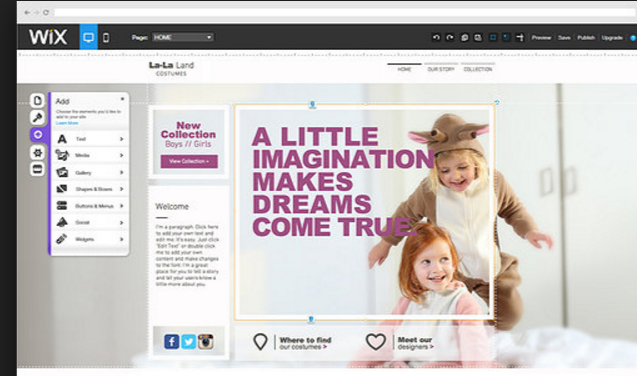 WiX
Page: HOME
Preview Save Publish Upgrade
La-La Land
COSTUMES
HOME OUR STORY COLLECTION
Add
Choose the elements you'd like to
add to your site
Learn More
Text
Media
Gallery
Shapes & Boxes
Buttons & Menus
Social
Widgets
New
Collection
Boys // Girls
View Collection >
A LITTLE
IMAGINATION
MAKES
DREAMS
COME TRUE.
Welcome
I'm a paragraph. Click here
to add your own text and
edit me. It's easy. Just click
"Edit Text" or double click
me to add your own
content and make changes
to the font. I'm a great
place for you to tell a story
and let your users know a
little more about you.
Where to find
our costumes >
Meet our
designers >